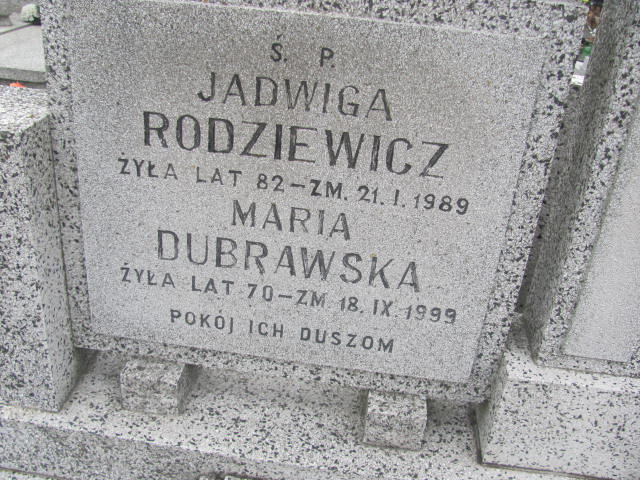 Ś. P.
JADWIGA
RODZIEWICZ
ŻYŁA LAT 82-ZM. 21. I. 1989
MARIA
DUBRAWSKA
ŻYŁA LAT 70-ZM 18. IX. 1999
POKÓJ ICH DUSZOM